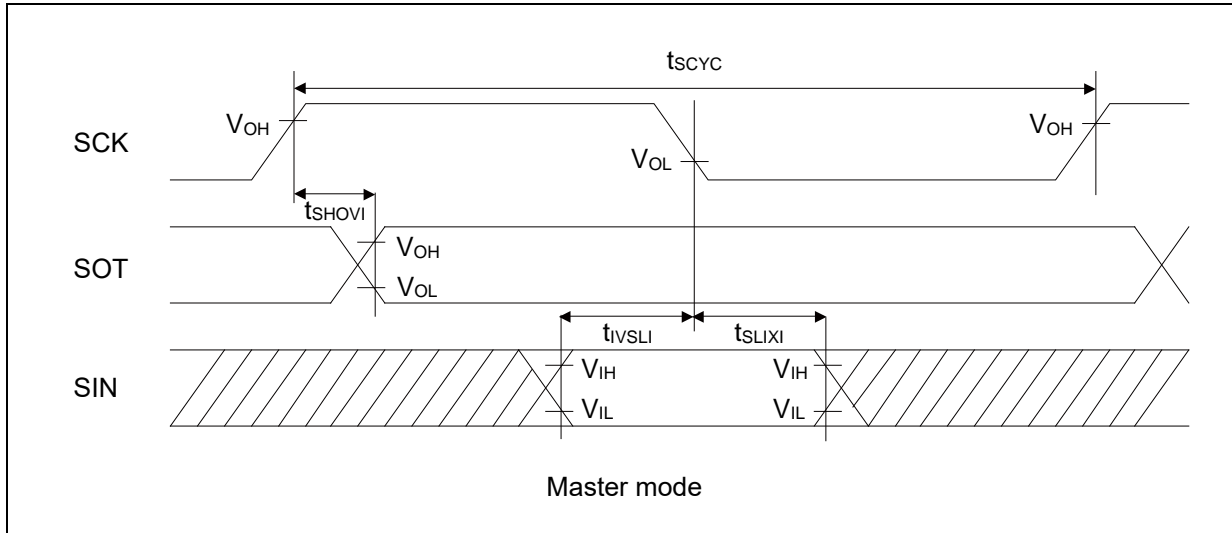 tSCYC
SCK
VOH
VOL
VOH
tSHOVI
SOT
VOH
VOL
tIVSLI
tSLIXI
SIN
VIH
VIL
VIH
VIL
Master mode